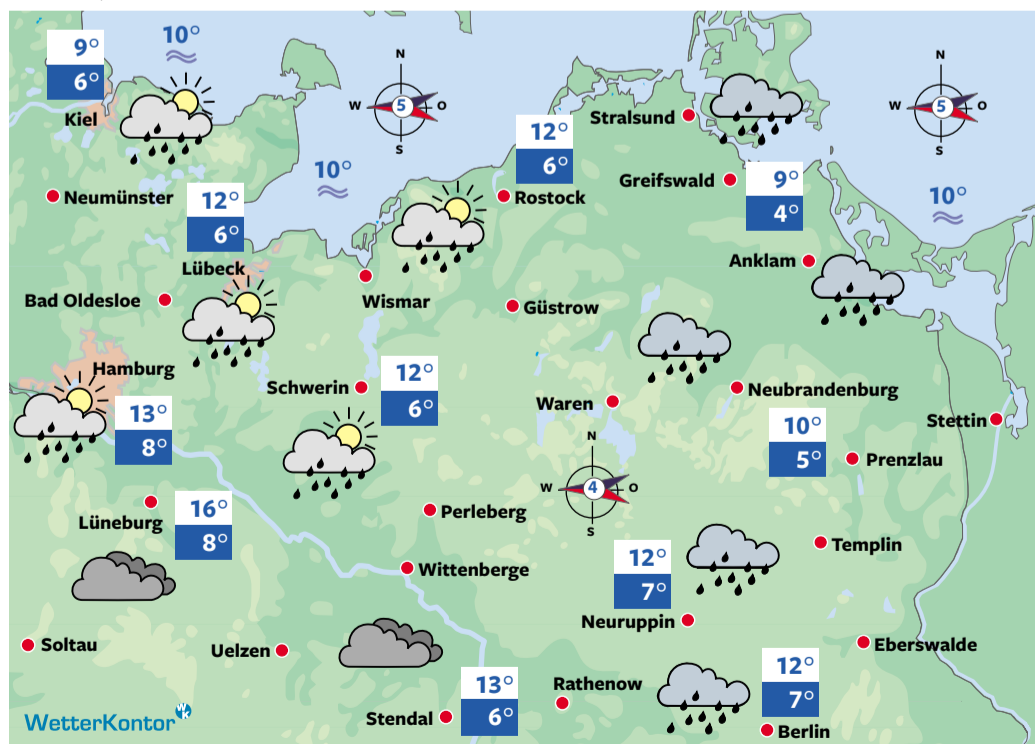 9°
6°
Kiel
10°
N
W 5 O
S
N
W 5 O
S
Stralsund
12°
6°
Rostock
Neumünster
10°
Greifswald
9°
4°
12°
6°
Lübeck
10°
Anklam
Bad Oldesloe
Wismar
Güstrow
Hamburg
13°
8°
Schwerin
12°
6°
Waren
Neubrandenburg
Stettin
10°
5°
Prenzlau
N
W 4 O
S
Lüneburg
16°
8°
Perleberg
Templin
Wittenberge
12°
7°
Neuruppin
Soltau
Uelzen
Eberswalde
Rathenow
12°
7°
Berlin
Stendal
13°
6°
WetterKontor
WK